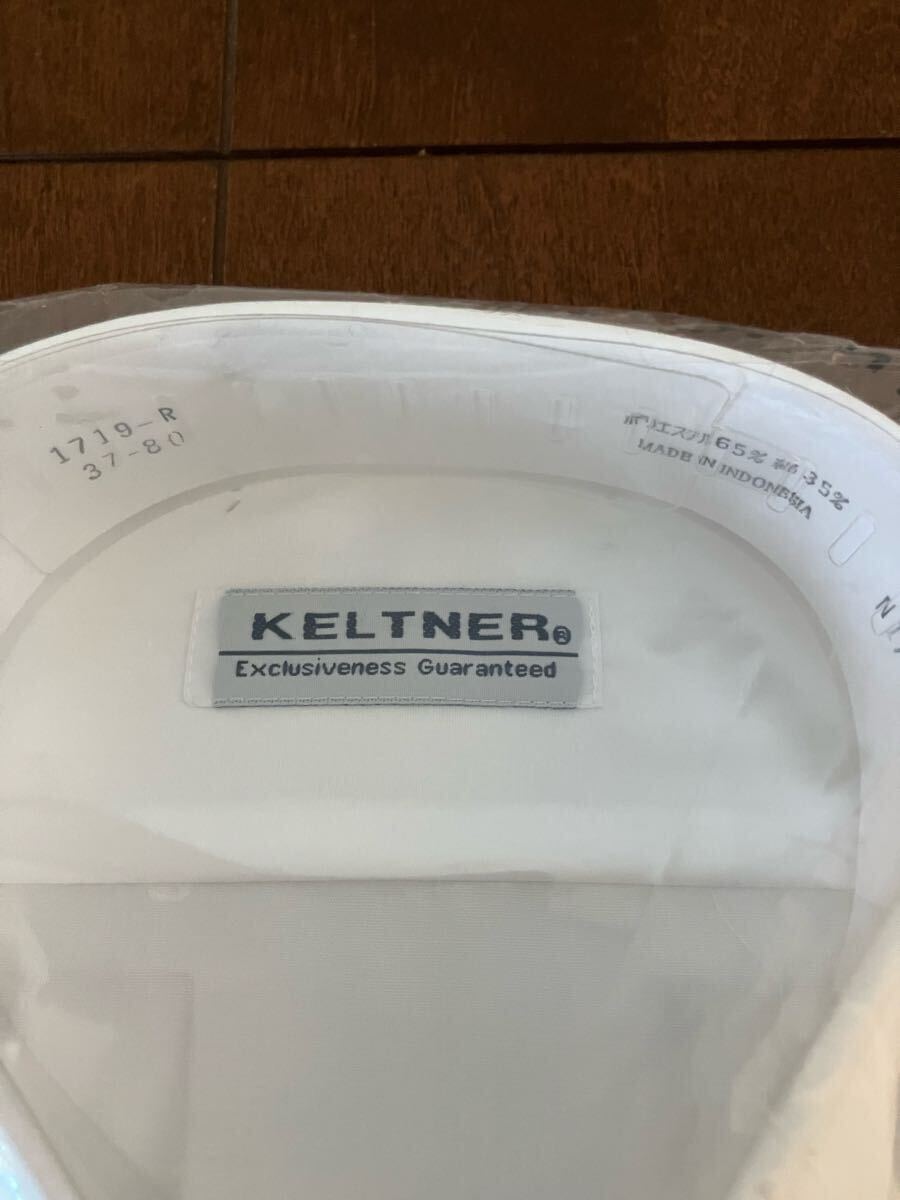 1719-R
37-80
ポリエステル65% 綿35%
MADE IN INDONESIA
KELTNER®
Exclusiveness Guaranteed